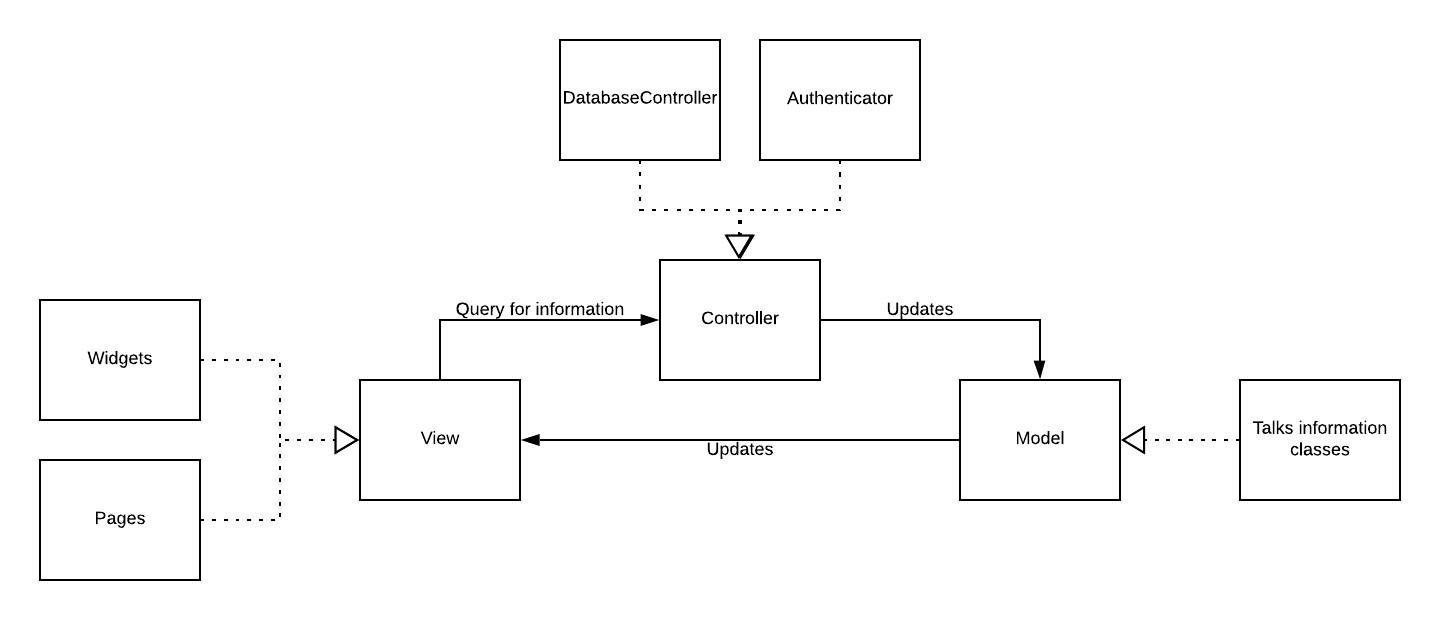 DatabaseController
Authenticator
Query for information
Controller
Updates
Widgets
View
Updates
Model
Talks information
classes
Pages